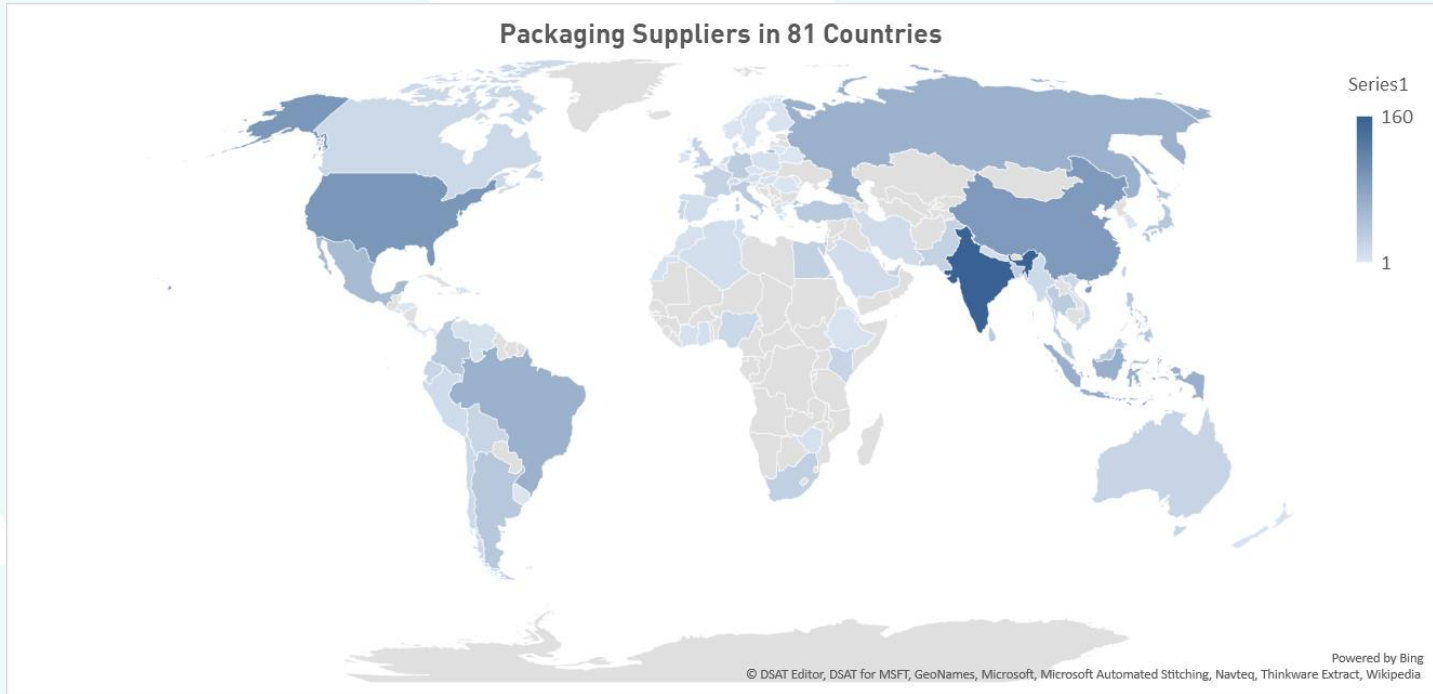 Packaging Suppliers in 81 Countries
Series1
160
1
Powered by Bing
© DSAT Editor, DSAT for MSFT, GeoNames, Microsoft, Microsoft Automated Stitching, Navteq, Thinkware Extract, Wikipedia